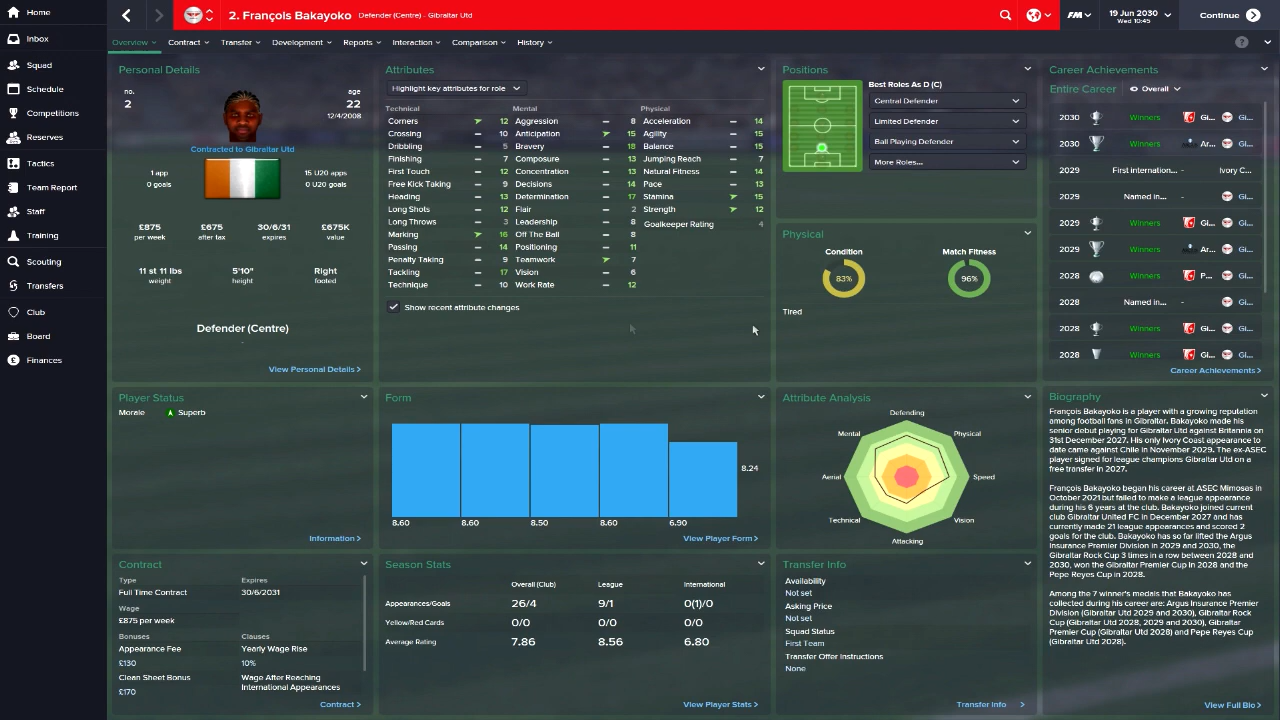 Home
Inbox
Squad
Schedule
Competitions
Reserves
Tactics
Team Report
Staff
Training
Scouting
Transfers
Club
Board
Finances
2. François Bakayoko Defender (Centre) - Gibraltar Utd
FM
19 Jun 2030
Wed 10:45
Continue
Overview
Contract
Transfer
Development
Reports
Interaction
Comparison
History
?
Personal Details
no.
2
age
22
12/4/2008
Contracted to Gibraltar Utd
1 app
0 goals
15 U20 apps
0 U20 goals
£875
per week
£675
after tax
30/6/31
expires
£675K
value
11 st 11 lbs
weight
5'10"
height
Right
footed
Defender (Centre)
-
View Personal Details >
Attributes
Highlight key attributes for role
Technical Mental Physical
Corners 12 Aggression 8 Acceleration 14
Crossing 10 Anticipation 15 Agility 15
Dribbling 5 Bravery 18 Balance 15
Finishing 7 Composure 13 Jumping Reach 7
First Touch 12 Concentration 13 Natural Fitness 14
Free Kick Taking 9 Decisions 14 Pace 13
Heading 13 Determination 17 Stamina 15
Long Shots 12 Flair 2 Strength 12
Long Throws 3 Leadership 8 Goalkeeper Rating 4
Marking 16 Off The Ball 8
Passing 14 Positioning 11
Penalty Taking 9 Teamwork 7
Tackling 17 Vision 6
Technique 10 Work Rate 12
Show recent attribute changes
Positions
Best Roles As D (C)
Central Defender
Limited Defender
Ball Playing Defender
More Roles...
Physical
Condition Match Fitness
83% 96%
Tired
Career Achievements
Entire Career Overall
2030 Winners Gi... Gi...
2030 Winners Ar... Gi...
2029 First internation... - Ivory C...
2029 Named in... - Gi...
2029 Winners Gi... Gi...
2029 Winners Ar... Gi...
2028 Winners P... Gi...
2028 Named in... - Gi...
2028 Winners Gi... Gi...
2028 Winners Gi... Gi...
Career Achievements >
Player Status
Morale Superb
Information >
Form
8.24
8.60 8.60 8.50 8.60 6.90
View Player Form >
Attribute Analysis
Defending
Mental Physical
Aerial Speed
Technical Vision
Attacking
Biography
François Bakayoko is a player with a growing reputation
among football fans in Gibraltar. Bakayoko made his
senior debut playing for Gibraltar Utd against Britannia on
31st December 2027. His only Ivory Coast appearance to
date came against Chile in November 2029. The ex-ASEC
player signed for league champions Gibraltar Utd on a
free transfer in 2027.
François Bakayoko began his career at ASEC Mimosas in
October 2021 but failed to make a league appearance
during his 6 years at the club. Bakayoko joined current
club Gibraltar United FC in December 2027 and has
currently made 21 league appearances and scored 2
goals for the club. Bakayoko has so far lifted the Argus
Insurance Premier Division in 2029 and 2030, the
Gibraltar Rock Cup 3 times in a row between 2028 and
2030, won the Gibraltar Premier Cup in 2028 and the
Pepe Reyes Cup in 2028.
Among the 7 winner's medals that Bakayoko has
collected during his career are: Argus Insurance Premier
Division (Gibraltar Utd 2029 and 2030), Gibraltar Rock
Cup (Gibraltar Utd 2028, 2029 and 2030), Gibraltar
Premier Cup (Gibraltar Utd 2028) and Pepe Reyes Cup
(Gibraltar Utd 2028).
View Full Bio >
Contract
Type Expires
Full Time Contract 30/6/2031
Wage
£875 per week
Bonuses Clauses
Appearance Fee Yearly Wage Rise
£130 10%
Clean Sheet Bonus Wage After Reaching
International Appearances
£170
Contract >
Season Stats
Overall (Club) League International
Appearances/Goals 26/4 9/1 0(1)/0
Yellow/Red Cards 0/0 0/0 0/0
Average Rating 7.86 8.56 6.80
View Player Stats >
Transfer Info
Availability
Not set
Asking Price
Not set
Squad Status
First Team
Transfer Offer Instructions
None
Transfer Info >